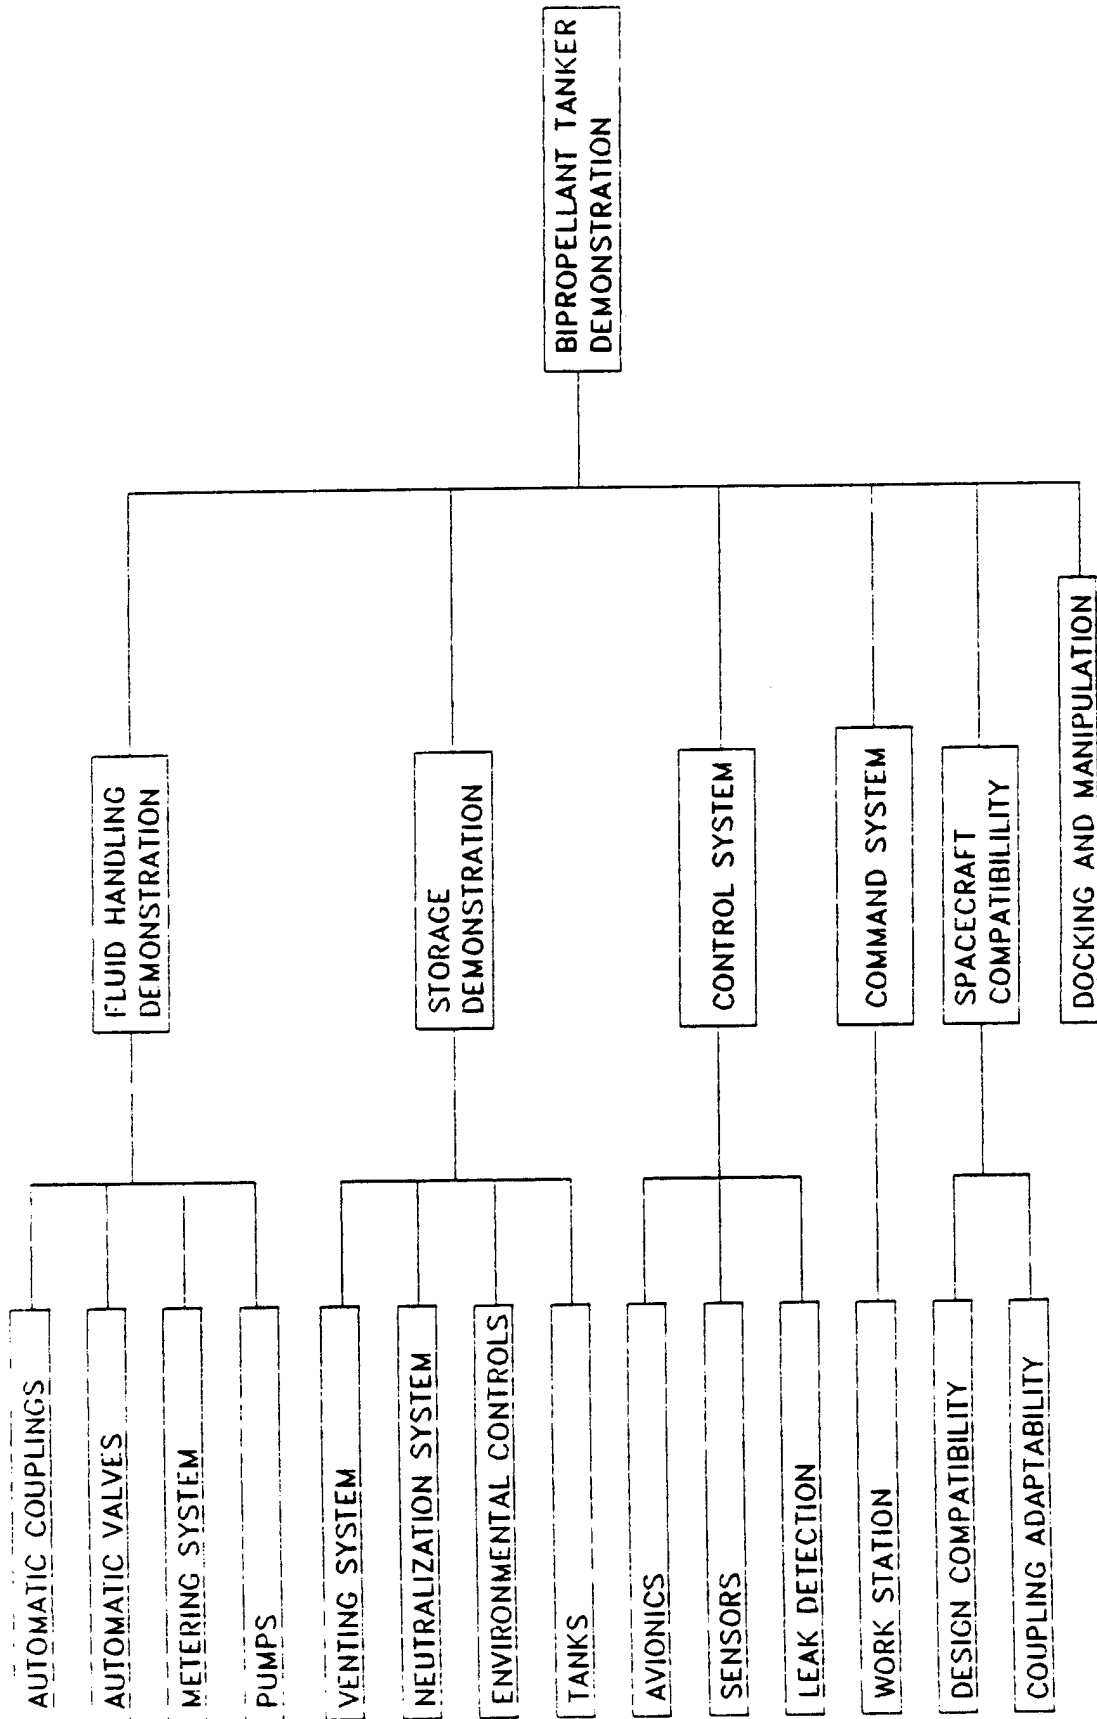 AUTOMATIC COUPLINGS
AUTOMATIC VALVES
METERING SYSTEM
PUMPS
VENTING SYSTEM
NEUTRALIZATION SYSTEM
ENVIRONMENTAL CONTROLS
TANKS
AVIONICS
SENSORS
LEAK DETECTION
WORK STATION
DESIGN COMPATIBILITY
COUPLING ADAPTABILITY
FLUID HANDLING
DEMONSTRATION
STORAGE
DEMONSTRATION
CONTROL SYSTEM
COMMAND SYSTEM
SPACECRAFT
COMPATIBILILITY
DOCKING AND MANIPULATION
BIPROPELLANT TANKER
DEMONSTRATION